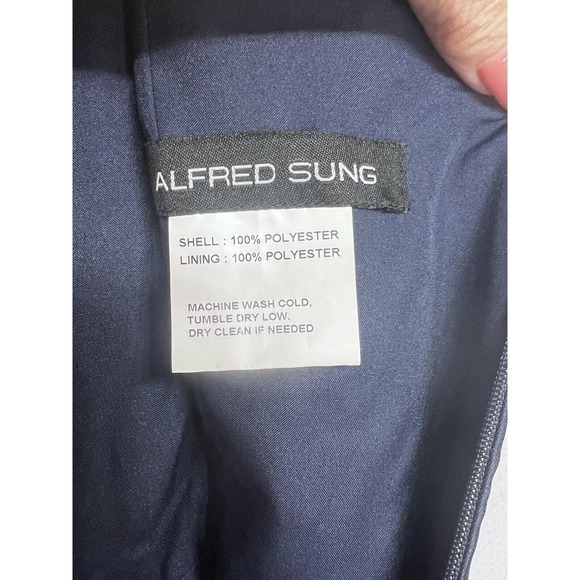 ALFRED SUNG
SHELL : 100% POLYESTER
LINING : 100% POLYESTER
MACHINE WASH COLD,
TUMBLE DRY LOW.
DRY CLEAN IF NEEDED